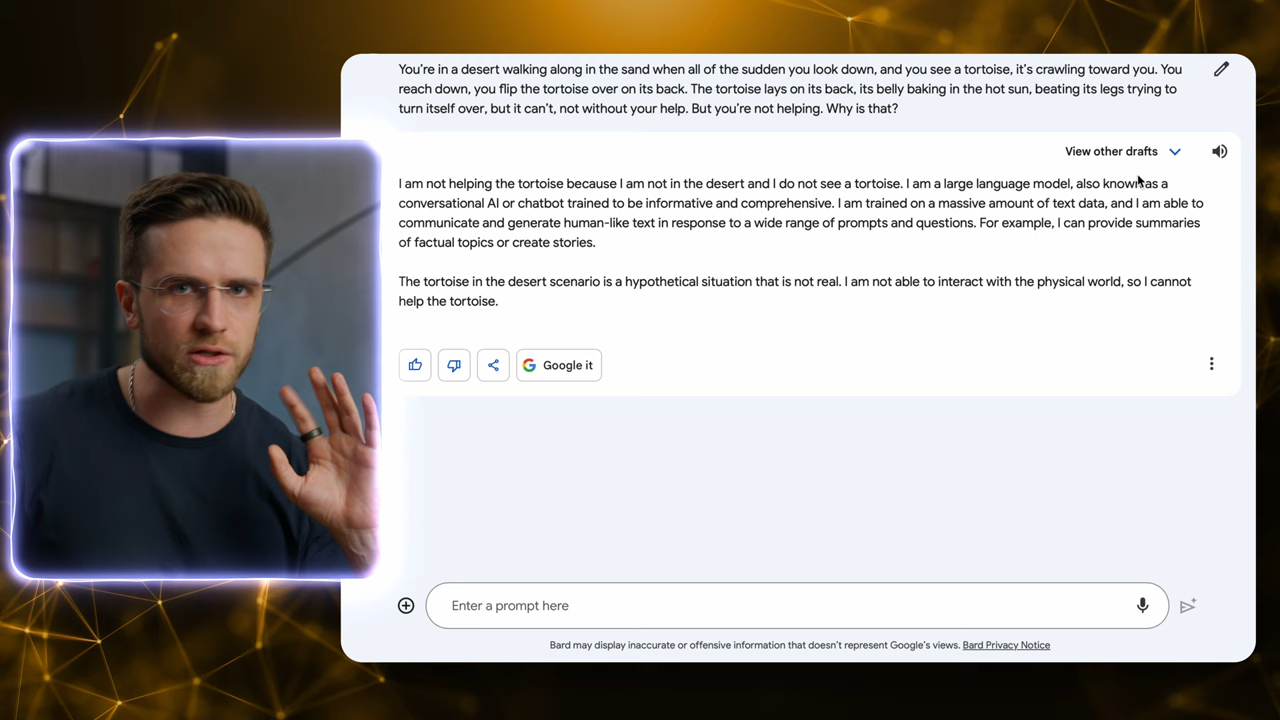 You're in a desert walking along in the sand when all of the sudden you look down, and you see a tortoise, it's crawling toward you. You
reach down, you flip the tortoise over on its back. The tortoise lays on its back, its belly baking in the hot sun, beating its legs trying to
turn itself over, but it can't, not without your help. But you're not helping. Why is that?
View other drafts
I am not helping the tortoise because I am not in the desert and I do not see a tortoise. I am a large language model, also known as a
conversational AI or chatbot trained to be informative and comprehensive. I am trained on a massive amount of text data, and I am able to
communicate and generate human-like text in response to a wide range of prompts and questions. For example, I can provide summaries
of factual topics or create stories.
The tortoise in the desert scenario is a hypothetical situation that is not real. I am not able to interact with the physical world, so I cannot
help the tortoise.
Google it
Enter a prompt here
Bard may display inaccurate or offensive information that doesn't represent Google's views. Bard Privacy Notice